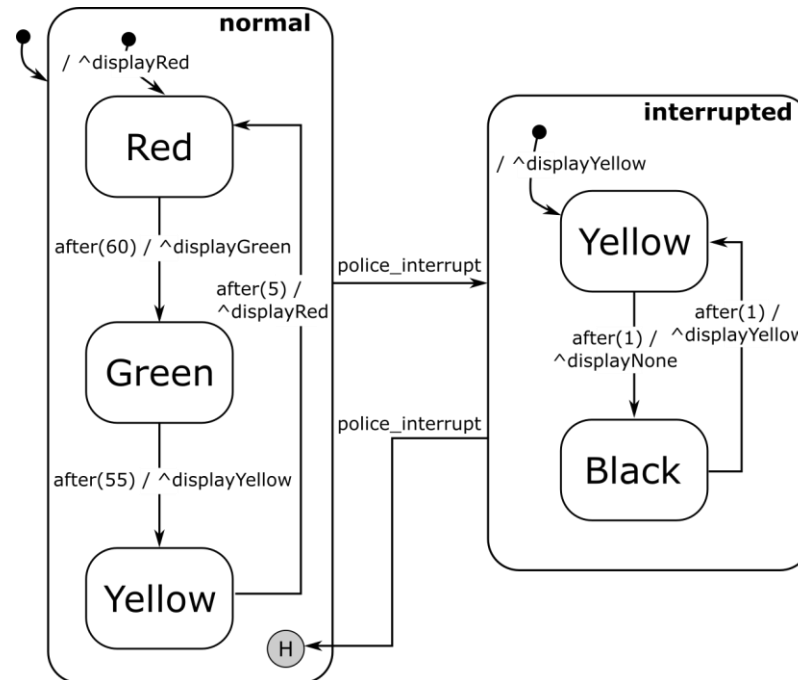 normal
/ ^displayRed
Red
after(60) / ^displayGreen
after(5) /
^displayRed
Green
after(55) / ^displayYellow
Yellow
H
police_interrupt
police_interrupt
interrupted
/ ^displayYellow
Yellow
after(1) /
^displayNone
after(1) /
^displayYellow
Black